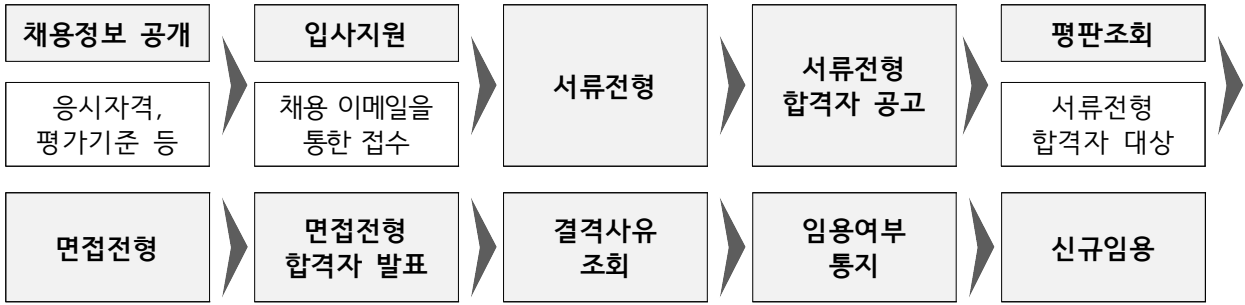 채용정보 공개
응시자격,
평가기준 등
입사지원
채용 이메일을
통한 접수
서류전형
서류전형
합격자 공고
평판조회
서류전형
합격자 대상
면접전형
면접전형
합격자 발표
결격사유
조회
임용여부
통지
신규임용